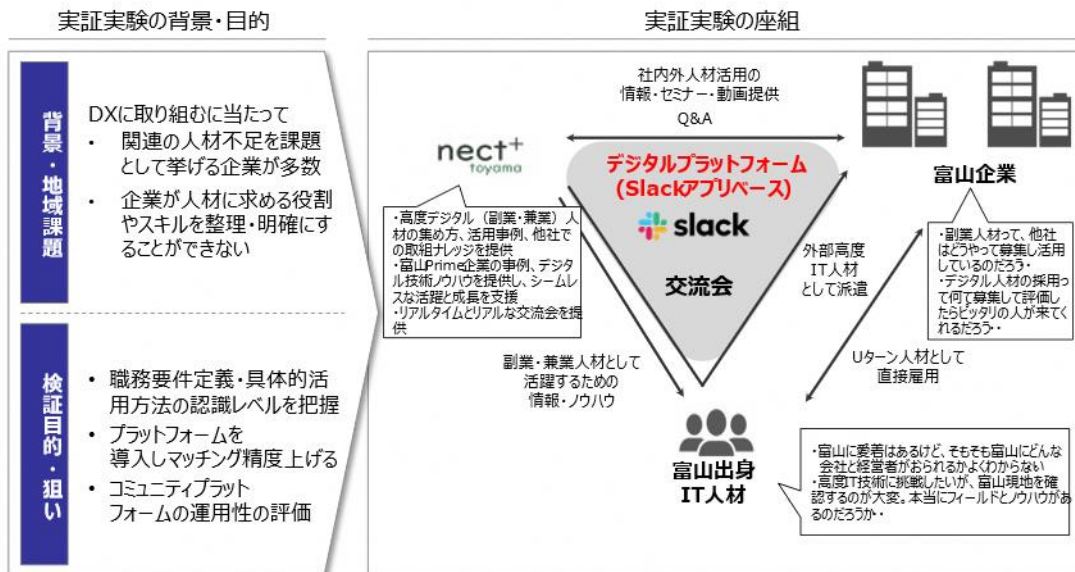 実証実験の背景・目的
実証実験の座組
背景・地域課題
DXに取り組むに当たって
• 関連の人材不足を課題
として挙げる企業が多数
• 企業が人材に求める役割
やスキルを整理・明確にす
ることができない
検証目的・狙い
• 職務要件定義・具体的活
用方法の認識レベルを把握
• プラットフォームを
導入しマッチング精度上げる
• コミュニティプラット
フォームの運用性の評価
社内外人材活用の
情報・セミナー・動画提供
Q&A
nect+
toyama
デジタルプラットフォーム
(Slackアプリベース)
slack
交流会
富山企業
・高度デジタル（副業・兼業）人
材の集め方、活用事例、他社で
の取組ナレッジを提供
・富山Prime企業の事例、デジタ
ル技術ノウハウを提供し、シームレ
スな活躍と成長を支援
・リアルタイムとリアルな交流会を提
供
外部高度
IT人材
として派遣
・副業人材って、他社
はどうやって募集し活用
しているのだろう・
・デジタル人材の採用っ
て何て募集して評価し
たらピッタリの人が来てく
れるだろう・・
副業・兼業人材として
活躍するための
情報・ノウハウ
Uターン人材として
直接雇用
富山出身
IT人材
・富山に愛着はあるけど、そもそも富山にどんな
会社と経営者がおられるかよくわからない
・高度IT技術に挑戦したいが、富山現地を確
認するのが大変。本当にフィールドとノウハウがあ
るのだろうか・・